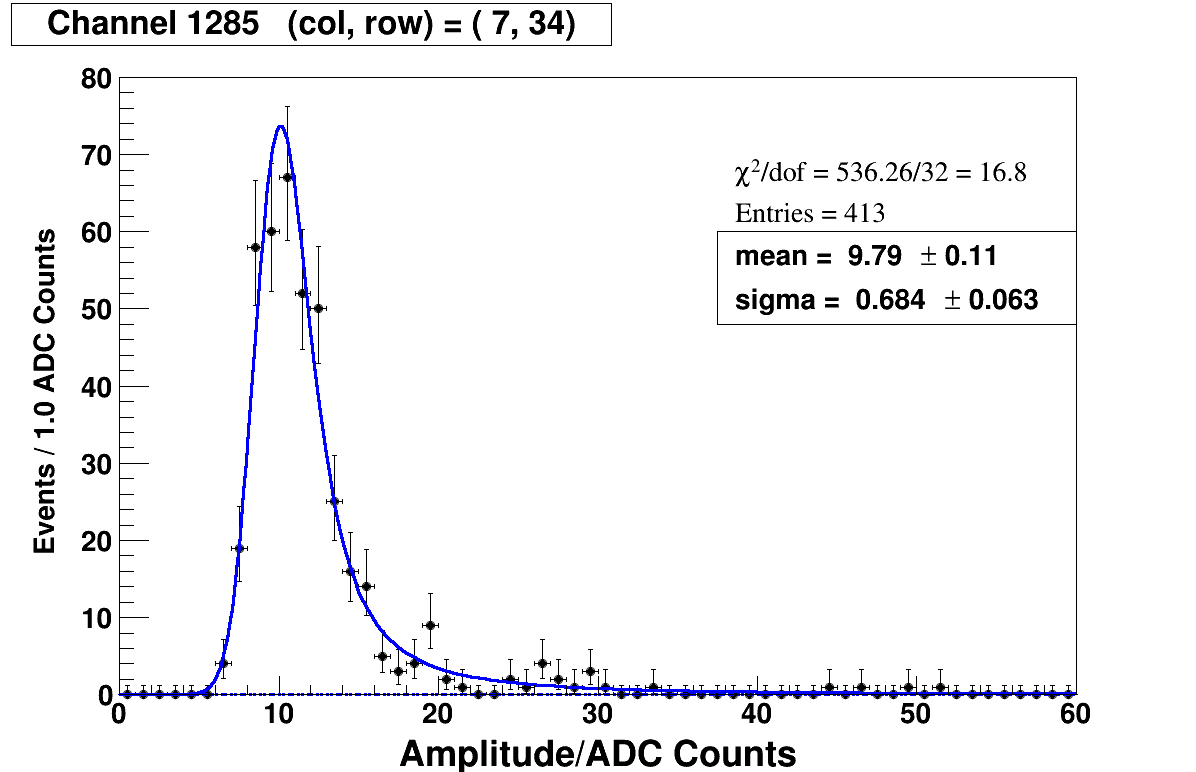 Channel 1285 (col, row) = ( 7, 34)
80
70
60
50
40
30
20
10
0
Events / 1.0 ADC Counts
χ²/dof = 536.26/32 = 16.8
Entries = 413
mean = 9.79 ± 0.11
sigma = 0.684 ± 0.063
0 10 20 30 40 50 60
Amplitude/ADC Counts